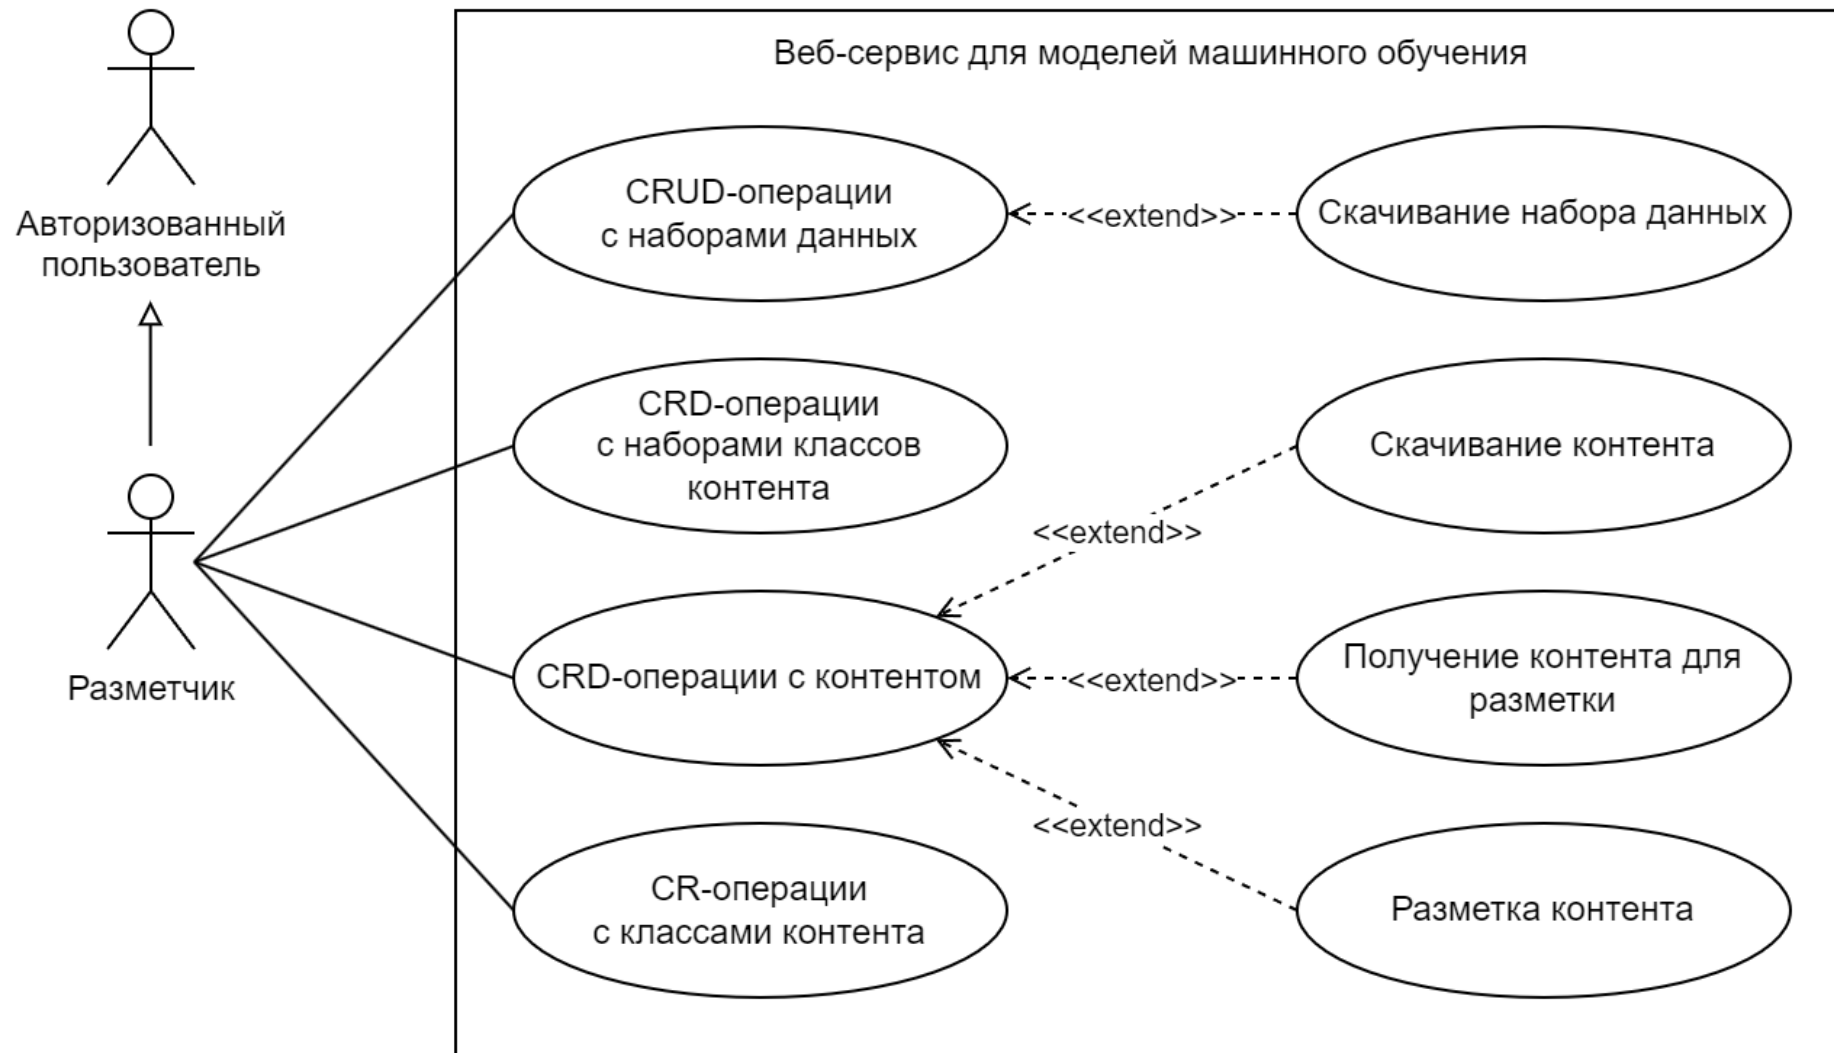 Веб-сервис для моделей машинного обучения
Авторизованный
пользователь
Разметчик
CRUD-операции
с наборами данных
<<extend>>
Скачивание набора данных
CRD-операции
с наборами классов
контента
Скачивание контента
<<extend>>
CRD-операции с контентом
<<extend>>
Получение контента для
разметки
<<extend>>
CR-операции
с классами контента
Разметка контента